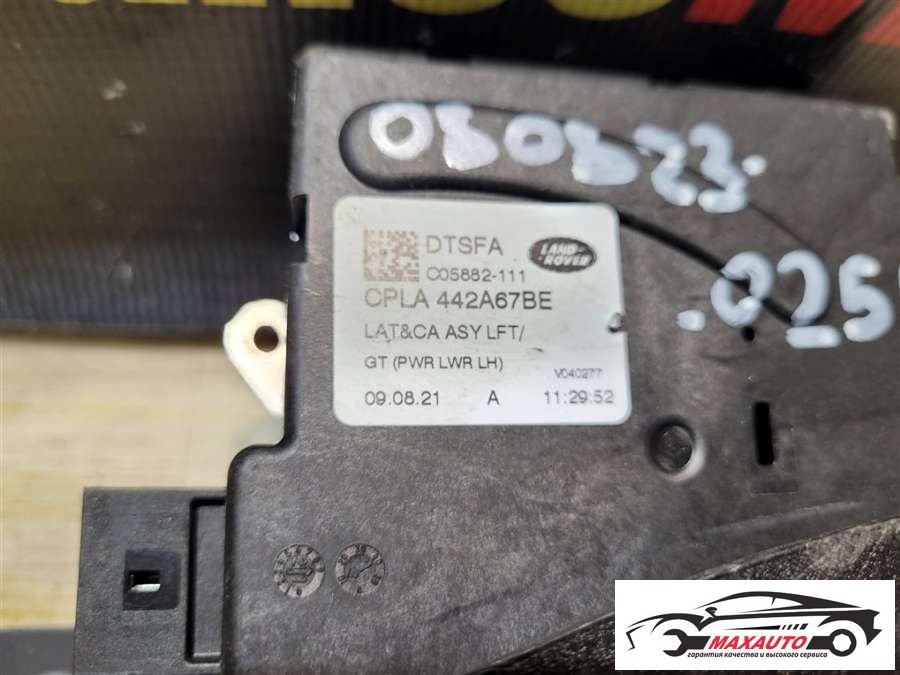 080823
.025
DTSFA
LAND-
ROVER
C05882-111
CPLA 442A67BE
LAT&CA ASY LFT/
GT (PWR LWR LH)
V040277
09.08.21 A 11:29:52
MAXAUTO
гарантия качества и высокого сервиса